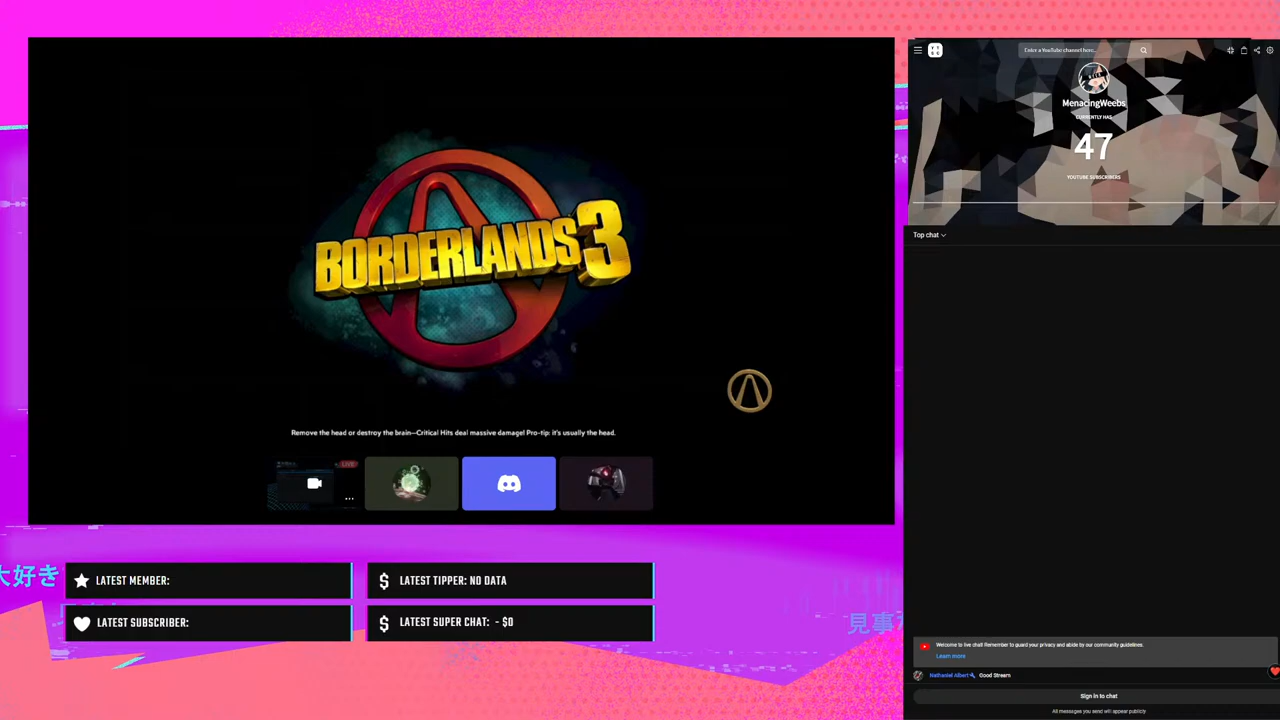 Enter a YouTube channel here...
MenacingWeebs
CURRENTLY HAS
47
YOUTUBE SUBSCRIBERS
Top chat
BORDERLANDS 3
Remove the head or destroy the brain—Critical Hits deal massive damage! Pro-tip: it's usually the head.
LIVE
...
大好き
LATEST MEMBER:
LATEST TIPPER: NO DATA
LATEST SUBSCRIBER:
LATEST SUPER CHAT: - $0
見事
Welcome to live chat! Remember to guard your privacy and abide by our community guidelines.
Learn more
Nathaniel Albert Good Stream
Sign in to chat
All messages you send will appear publicly